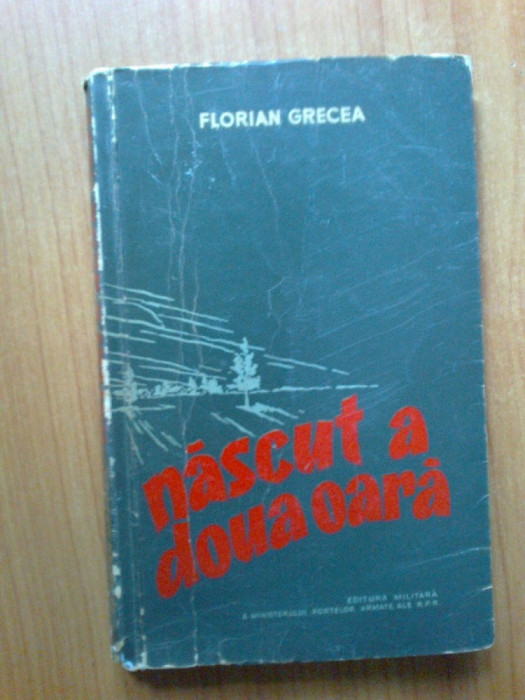 FLORIAN GRECEA
născut a
doua oară
EDITURA MILITARĂ
A MINISTERULUI FORȚELOR ARMATE ALE R.P.R.